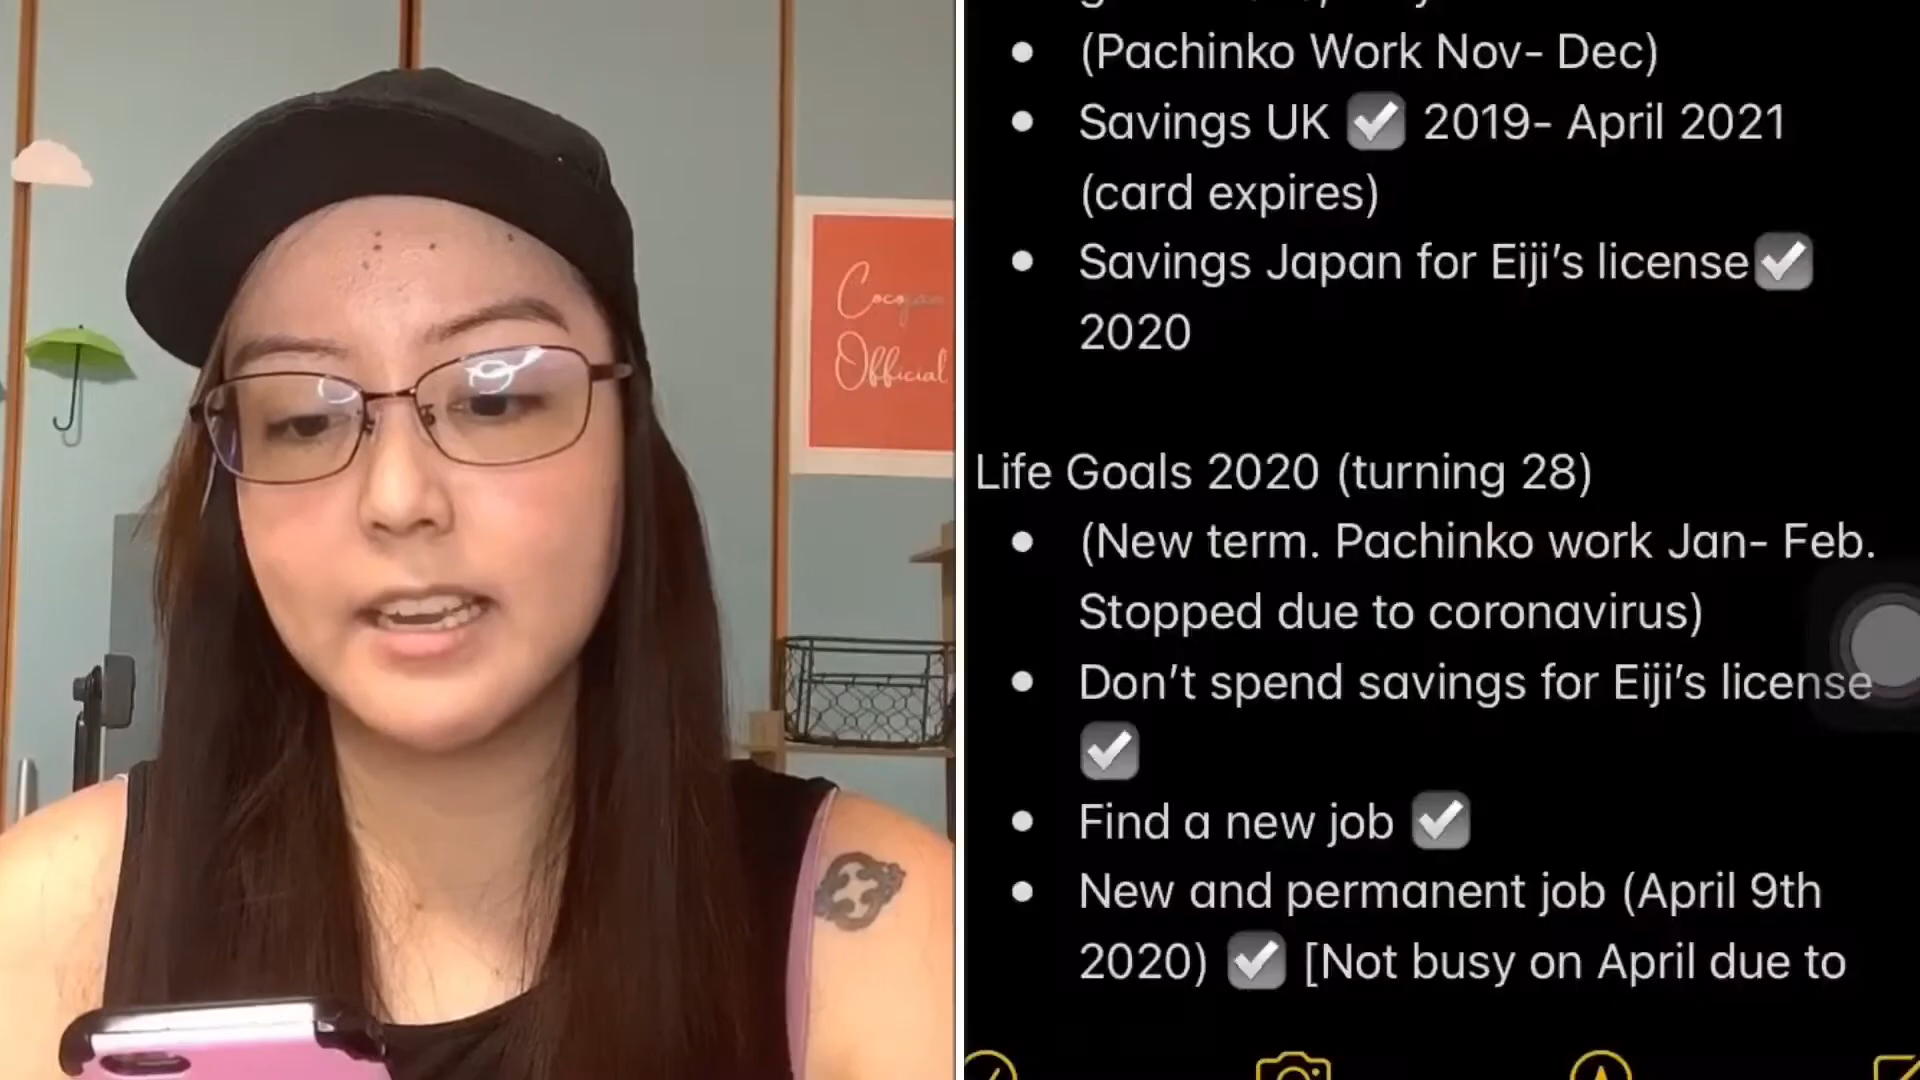 Coco
Official
(Pachinko Work Nov- Dec)
Savings UK ☑️ 2019- April 2021
(card expires)
Savings Japan for Eiji’s license☑️
2020
Life Goals 2020 (turning 28)
(New term. Pachinko work Jan- Feb.
Stopped due to coronavirus)
Don’t spend savings for Eiji’s license
☑️
Find a new job ☑️
New and permanent job (April 9th
2020) ☑️ [Not busy on April due to